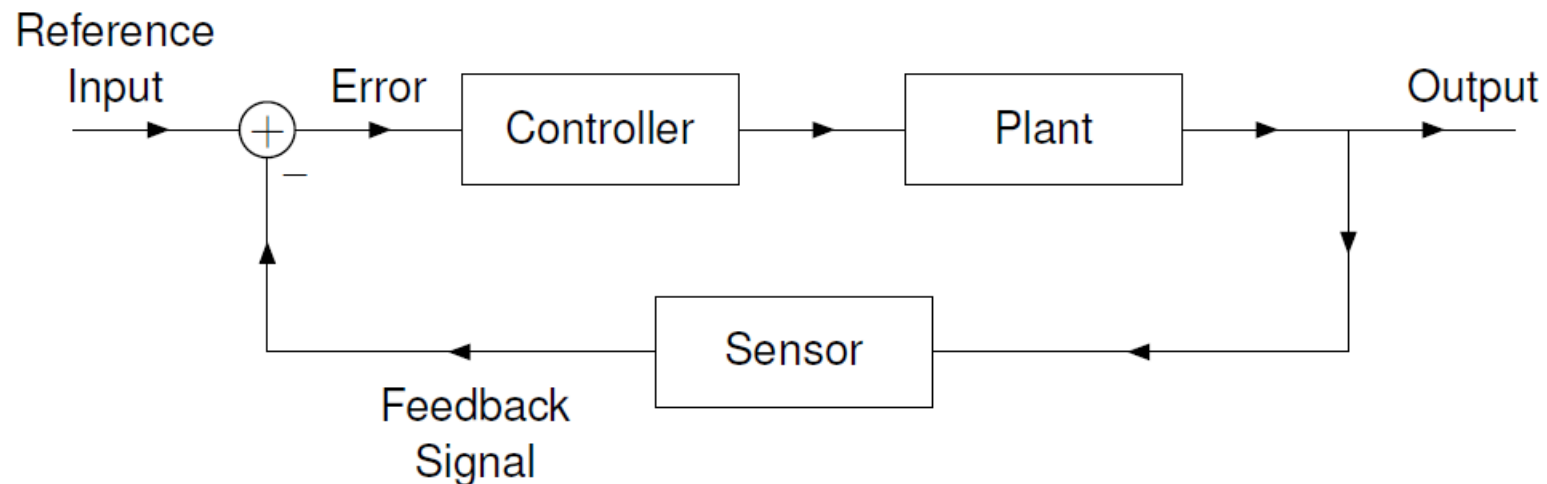 Reference
Input
Error
Controller
Plant
Output
+
−
Sensor
Feedback
Signal